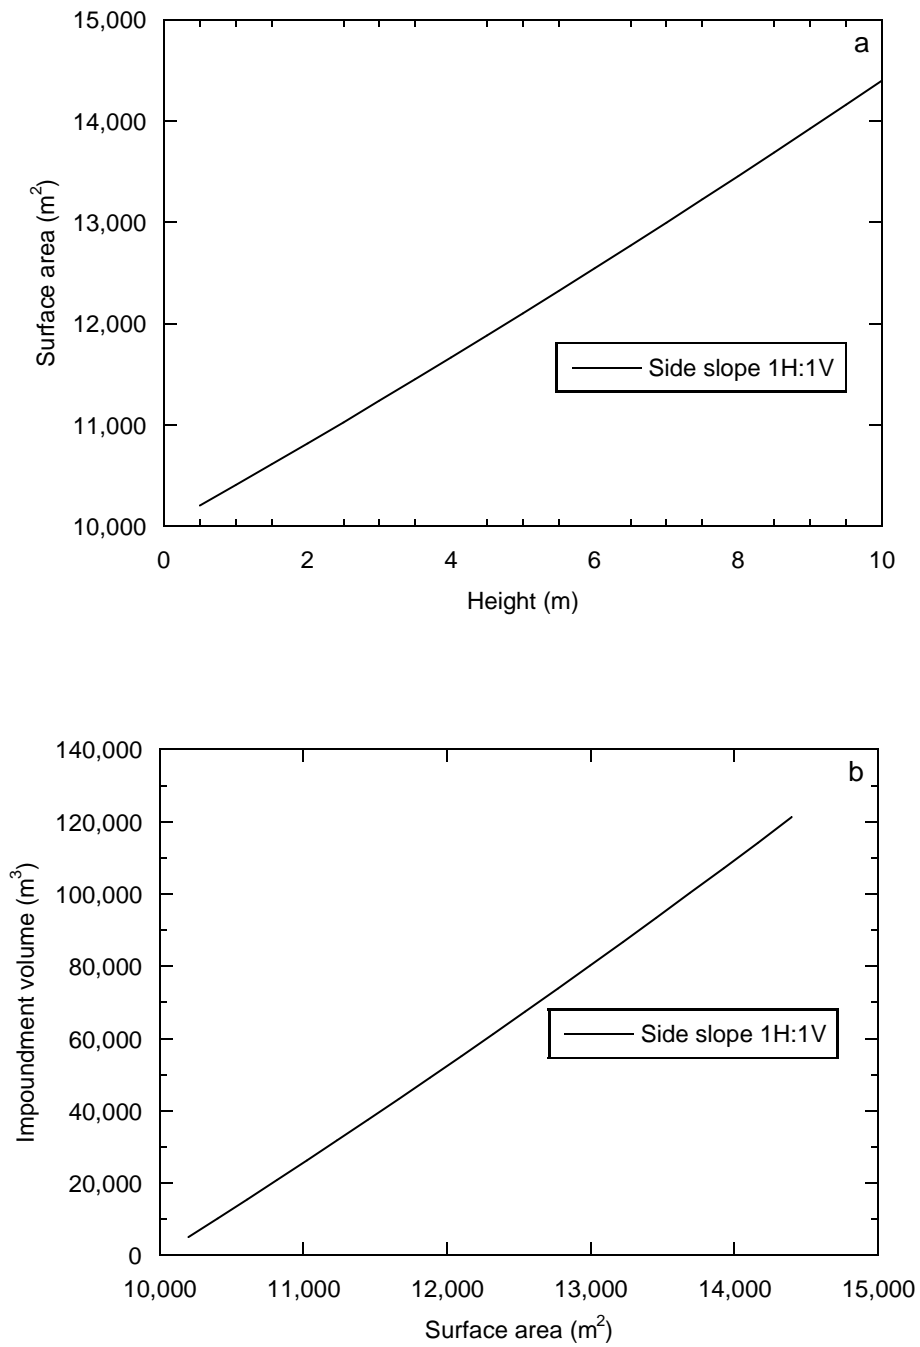 15,000
a
14,000
13,000
12,000
11,000
10,000
Surface area (m²)
Side slope 1H:1V
0 2 4 6 8 10
Height (m)
140,000
b
120,000
100,000
80,000
60,000
40,000
20,000
0
Impoundment volume (m³)
Side slope 1H:1V
10,000 11,000 12,000 13,000 14,000 15,000
Surface area (m²)